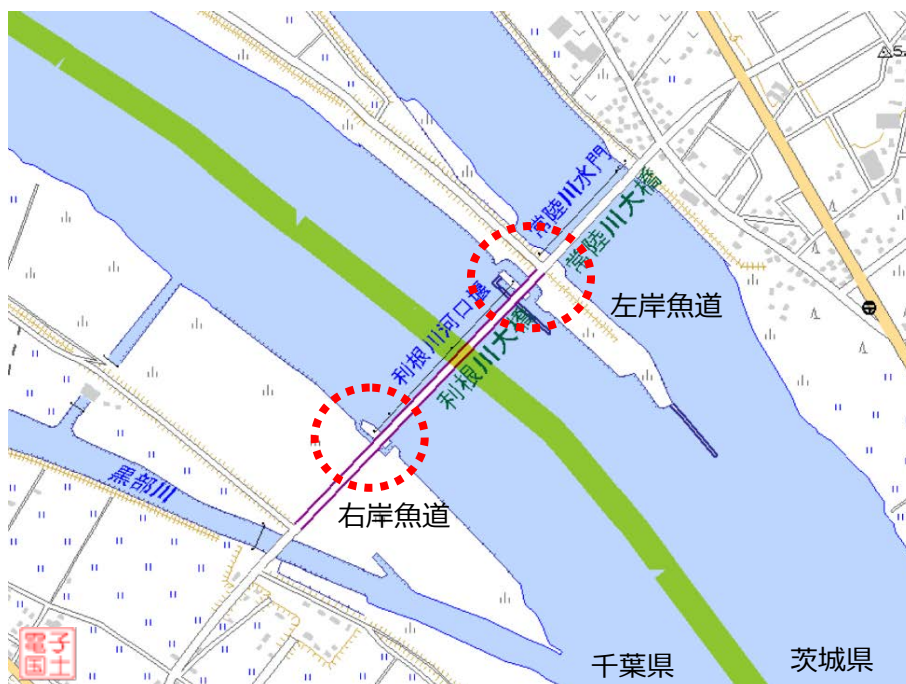 5
常陸川水門
常陸川大橋
左岸魚道
利根川河口堰
利根川大橋
右岸魚道
黒部川
電子
国土
千葉県
茨城県